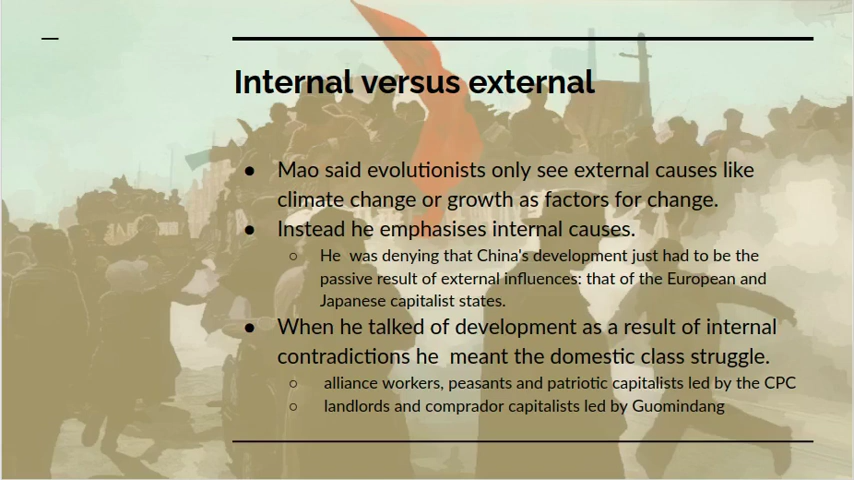 Internal versus external
● Mao said evolutionists only see external causes like
climate change or growth as factors for change.
● Instead he emphasises internal causes.
○ He  was denying that China's development just had to be the
passive result of external influences: that of the European and
Japanese capitalist states.
● When he talked of development as a result of internal
contradictions he  meant the domestic class struggle.
○ alliance workers, peasants and patriotic capitalists led by the CPC
○ landlords and comprador capitalists led by Guomindang